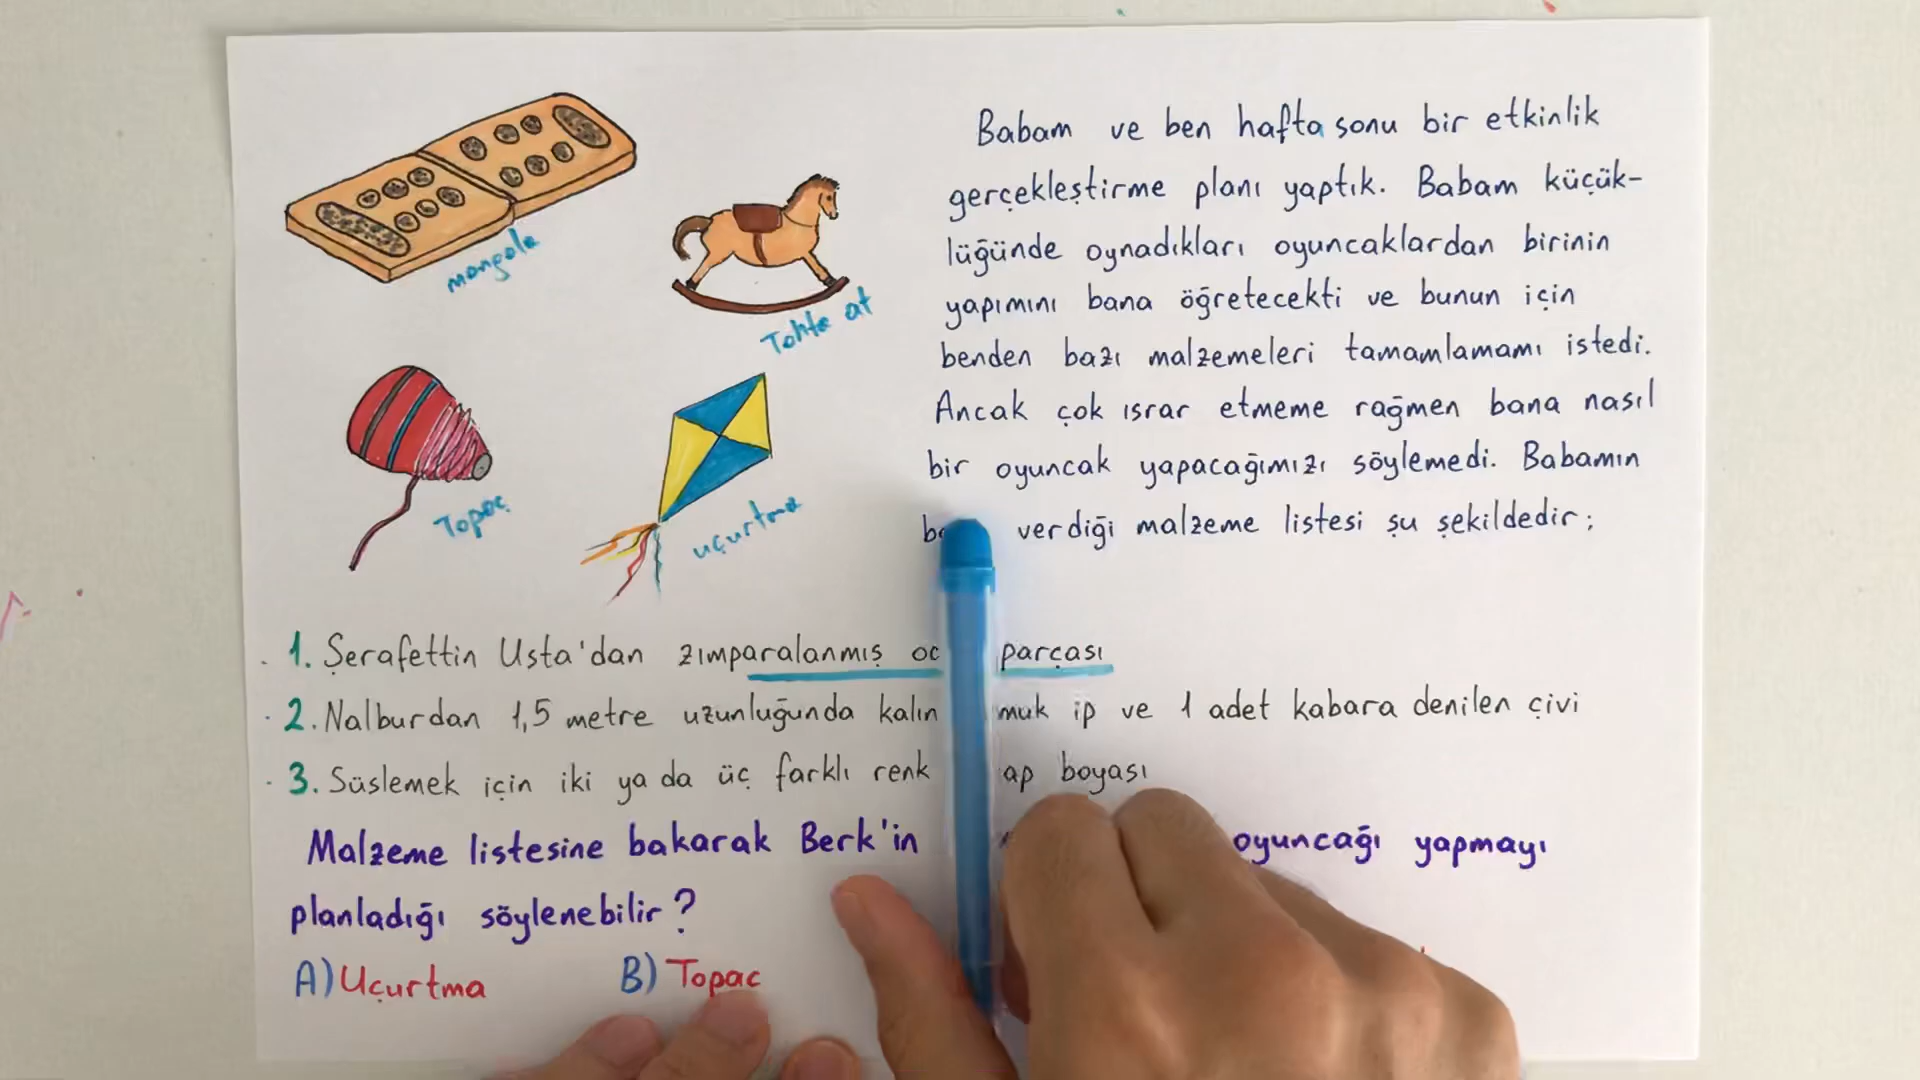 Babam ve ben hafta sonu bir etkinlik
gerçekleştirme planı yaptık. Babam küçük-
lüğünde oynadıkları oyuncaklardan birinin
yapımını bana öğretecekti ve bunun için
benden bazı malzemeleri tamamlamamı istedi.
Ancak çok ısrar etmeme rağmen bana nasıl
bir oyuncak yapacağımızı söylemedi. Babamın
verdiği malzeme listesi şu şekildedir;
mangala
Tahta at
Topaç
uçurtma
1. Şerafettin Usta'dan zımparalanmış parçası
2. Nalburdan 1,5 metre uzunluğunda kalın ip ve 1 adet kabara denilen çivi
3. Süslemek için iki ya da üç farklı renk boyası
Malzeme listesine bakarak Berk'in oyuncağı yapmayı
planladığı söylenebilir?
A) Uçurtma B) Topaç